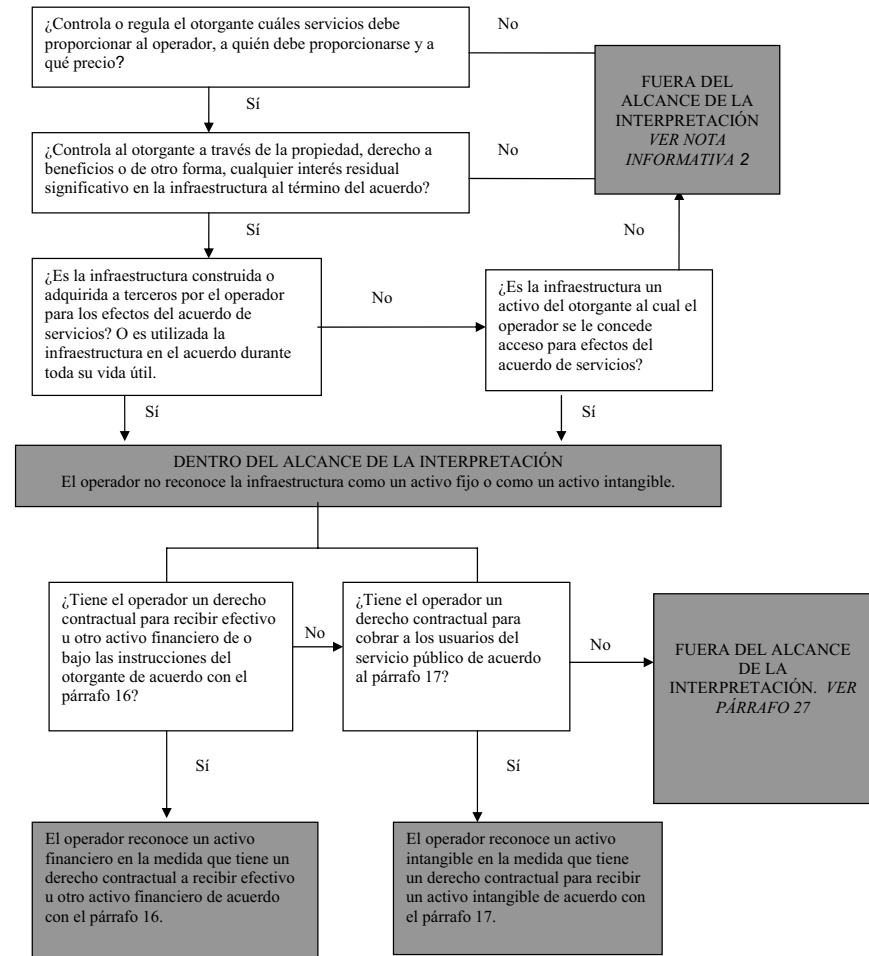 ¿Controla o regula el otorgante cuáles servicios debe
proporcionar al operador, a quién debe proporcionarse y a
qué precio?
No
FUERA DEL
ALCANCE DE LA
INTERPRETACIÓN
VER NOTA
INFORMATIVA 2
Sí
¿Controla al otorgante a través de la propiedad, derecho a
beneficios o de otro forma, cualquier interés residual
significativo en la infraestructura al término del acuerdo?
No
Sí
No
¿Es la infraestructura construida o
adquirida a terceros por el operador
para los efectos del acuerdo de
servicios? O es utilizada la
infraestructura en el acuerdo durante
toda su vida útil.
No
¿Es la infraestructura un
activo del otorgante al cual el
operador se le concede
acceso para efectos del
acuerdo de servicios?
Sí
Sí
DENTRO DEL ALCANCE DE LA INTERPRETACIÓN
El operador no reconoce la infraestructura como un activo fijo o como un activo intangible.
¿Tiene el operador un derecho
contractual para recibir efectivo
u otro activo financiero de o
bajo las instrucciones del
otorgante de acuerdo con el
párrafo 16?
No
¿Tiene el operador un
derecho contractual para
cobrar a los usuarios del
servicio público de acuerdo
al párrafo 17?
No
FUERA DEL ALCANCE
DE LA
INTERPRETACIÓN. VER
PÁRRAFO 27
Sí
Sí
El operador reconoce un activo
financiero en la medida que tiene un
derecho contractual a recibir efectivo
u otro activo financiero de acuerdo
con el párrafo 16.
El operador reconoce un activo
intangible en la medida que tiene
un derecho contractual para recibir
un activo intangible de acuerdo con
el párrafo 17.